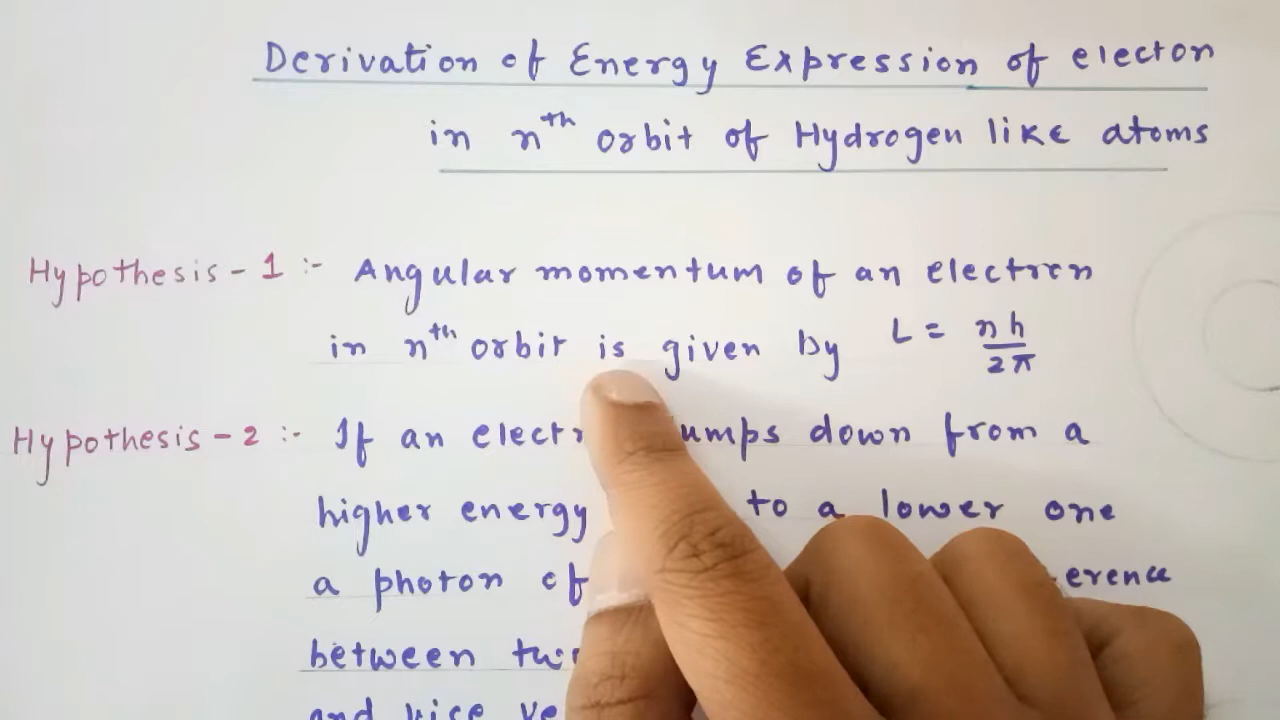 Derivation of Energy Expression of electon
in nth orbit of Hydrogen like atoms
Hypothesis - 1 :- Angular momentum of an electron
in nth orbit is given by L = nh/2π
Hypothesis - 2 :- If an umps down from a
higher energy to a lower one
a photon of
between
and